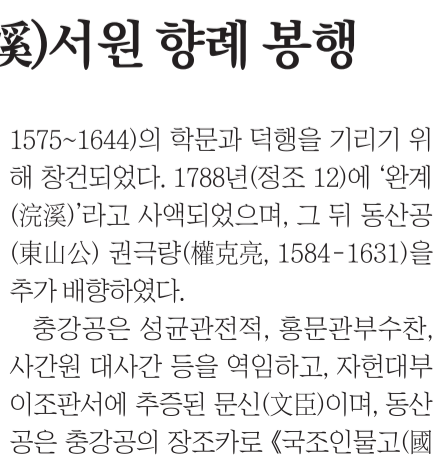 溪)서원 향례 봉행
1575~1644)의 학문과 덕행을 기리기 위
해 창건되었다. 1788년(정조 12)에 ‘완계
(浣溪)’라고 사액되었으며, 그 뒤 동산공
(東山公) 권극량(權克亮, 1584-1631)을
추가 배향하였다.
충강공은 성균관전적, 홍문관부수찬,
사간원 대사간 등을 역임하고, 자헌대부
이조판서에 추증된 문신(文臣)이며, 동산
공은 충강공의 장조카로 《국조인물고(國